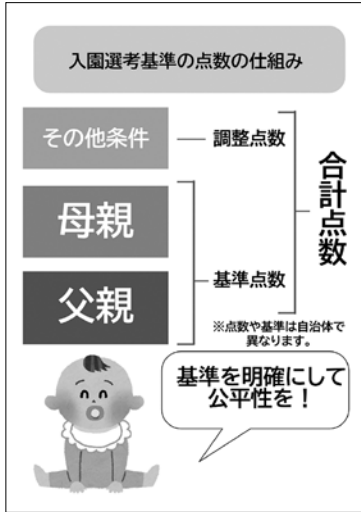 入園選考基準の点数の仕組み
その他条件
調整点数
母親
父親
基準点数
合計点数
※点数や基準は自治体で
異なります。
基準を明確にして
公平性を！